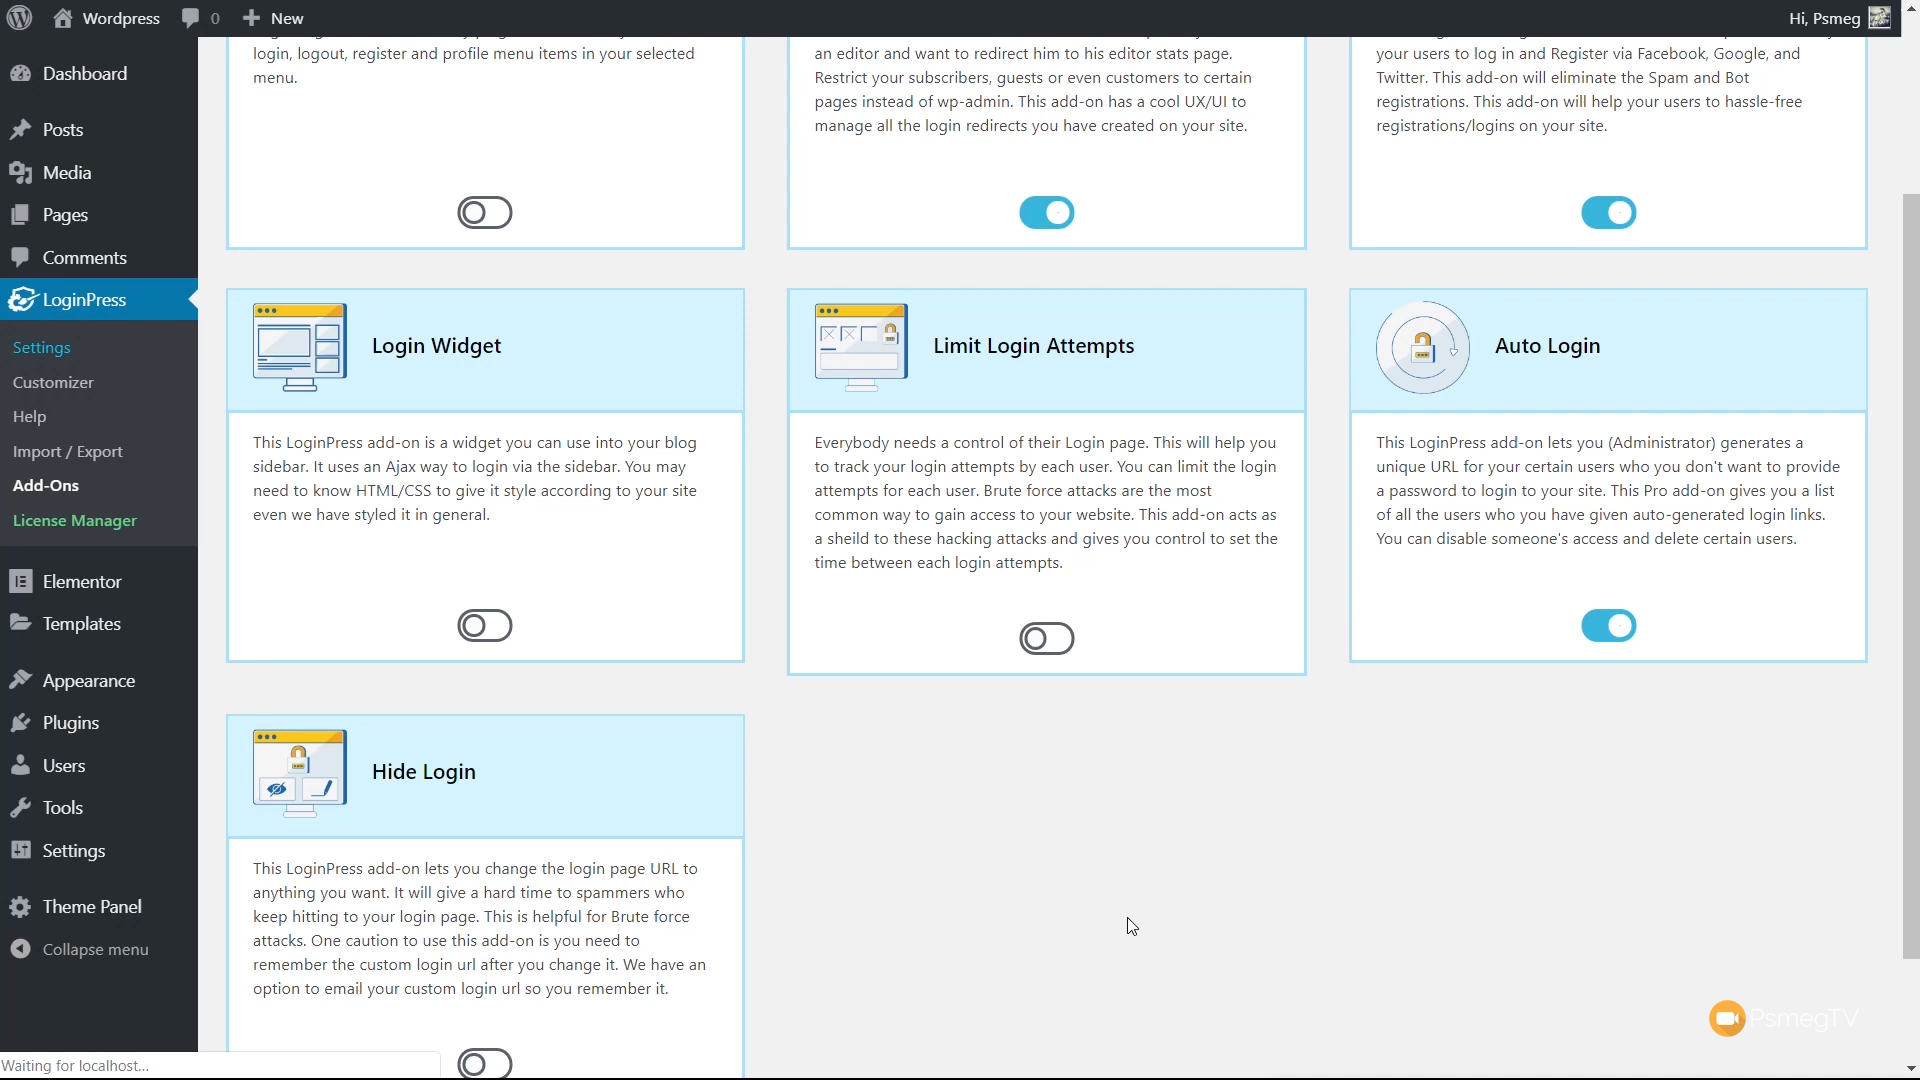 Wordpress
0
New
Hi, Psmeg
Dashboard
Posts
Media
Pages
Comments
LoginPress
Settings
Customizer
Help
Import / Export
Add-Ons
License Manager
Elementor
Templates
Appearance
Plugins
Users
Tools
Settings
Theme Panel
Collapse menu
login, logout, register and profile menu items in your selected
menu.
an editor and want to redirect him to his editor stats page.
Restrict your subscribers, guests or even customers to certain
pages instead of wp-admin. This add-on has a cool UX/UI to
manage all the login redirects you have created on your site.
your users to log in and Register via Facebook, Google, and
Twitter. This add-on will eliminate the Spam and Bot
registrations. This add-on will help your users to hassle-free
registrations/logins on your site.
Login Widget
This LoginPress add-on is a widget you can use into your blog
sidebar. It uses an Ajax way to login via the sidebar. You may
need to know HTML/CSS to give it style according to your site
even we have styled it in general.
Limit Login Attempts
Everybody needs a control of their Login page. This will help you
to track your login attempts by each user. You can limit the login
attempts for each user. Brute force attacks are the most
common way to gain access to your website. This add-on acts as
a sheild to these hacking attacks and gives you control to set the
time between each login attempts.
Auto Login
This LoginPress add-on lets you (Administrator) generates a
unique URL for your certain users who you don't want to provide
a password to login to your site. This Pro add-on gives you a list
of all the users who you have given auto-generated login links.
You can disable someone's access and delete certain users.
Hide Login
This LoginPress add-on lets you change the login page URL to
anything you want. It will give a hard time to spammers who
keep hitting to your login page. This is helpful for Brute force
attacks. One caution to use this add-on is you need to
remember the custom login url after you change it. We have an
option to email your custom login url so you remember it.
PsmegTV
Waiting for localhost...